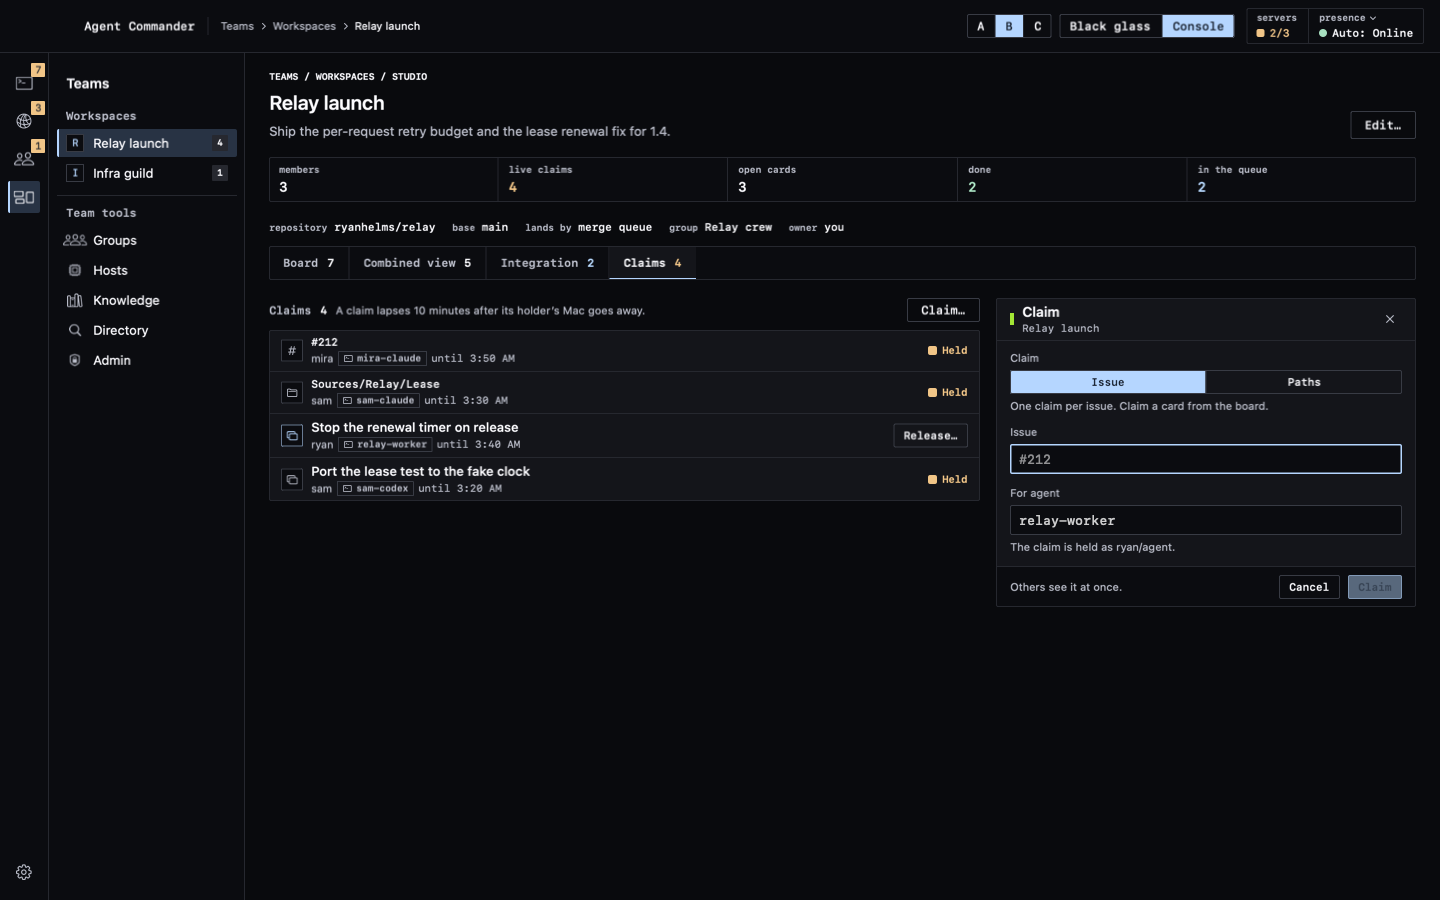 Agent Commander
Teams > Workspaces > Relay launch
A B C
Black glass Console
servers
2/3
presence
Auto: Online
7
3
1
Teams
Workspaces
R Relay launch 4
I Infra guild 1
Team tools
Groups
Hosts
Knowledge
Directory
Admin
TEAMS / WORKSPACES / STUDIO
Relay launch
Ship the per-request retry budget and the lease renewal fix for 1.4.
Edit…
members
3
live claims
4
open cards
3
done
2
in the queue
2
repository ryanhelms/relay base main lands by merge queue group Relay crew owner you
Board 7 Combined view 5 Integration 2 Claims 4
Claims 4 A claim lapses 10 minutes after its holder's Mac goes away.
Claim…
# #212
mira mira-claude until 3:50 AM
Held
Sources/Relay/Lease
sam sam-claude until 3:30 AM
Held
Stop the renewal timer on release
ryan relay-worker until 3:40 AM
Release…
Port the lease test to the fake clock
sam sam-codex until 3:20 AM
Held
Claim
Relay launch
Claim
Issue Paths
One claim per issue. Claim a card from the board.
Issue
#212
For agent
relay-worker
The claim is held as ryan/agent.
Others see it at once.
Cancel Claim